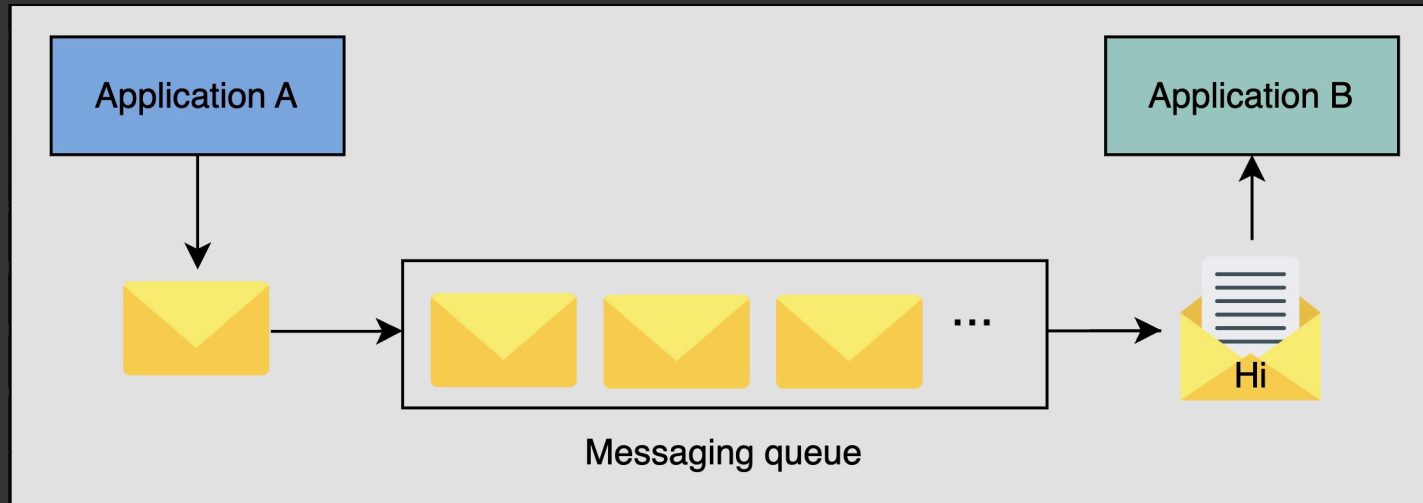 Application A
Application B
...
Hi
Messaging queue